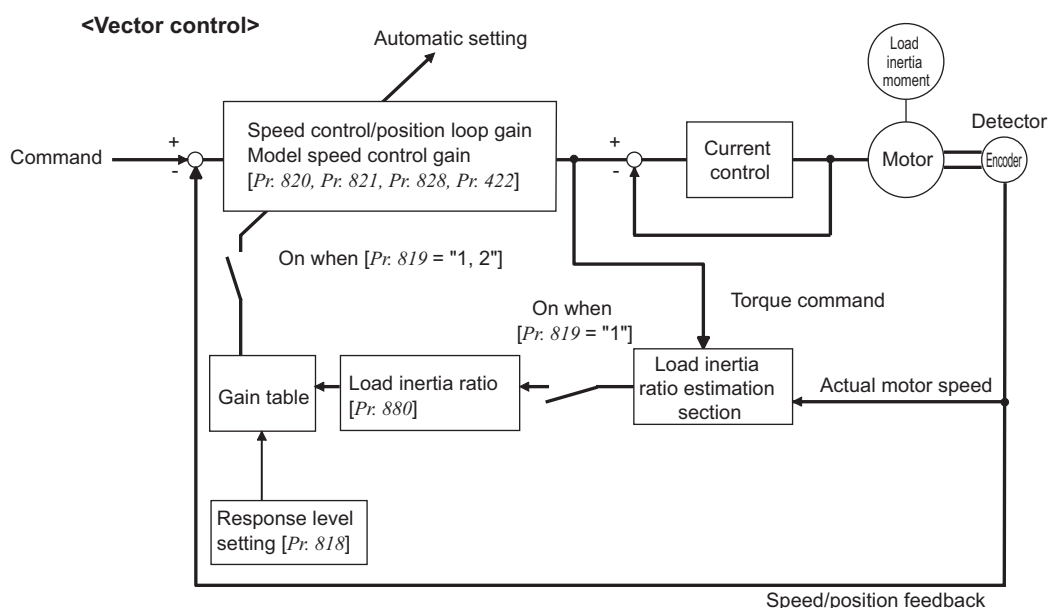 <Vector control>
Automatic setting
Load
inertia
moment
Detector
Command
+
-
Speed control/position loop gain
Model speed control gain
[Pr. 820, Pr. 821, Pr. 828, Pr. 422]
+
-
Current
control
Motor
Encoder
On when [Pr. 819 = "1, 2"]
On when
[Pr. 819 = "1"]
Torque command
Gain table
Load inertia ratio
[Pr. 880]
Load inertia
ratio estimation
section
Actual motor speed
Response level
setting [Pr. 818]
Speed/position feedback